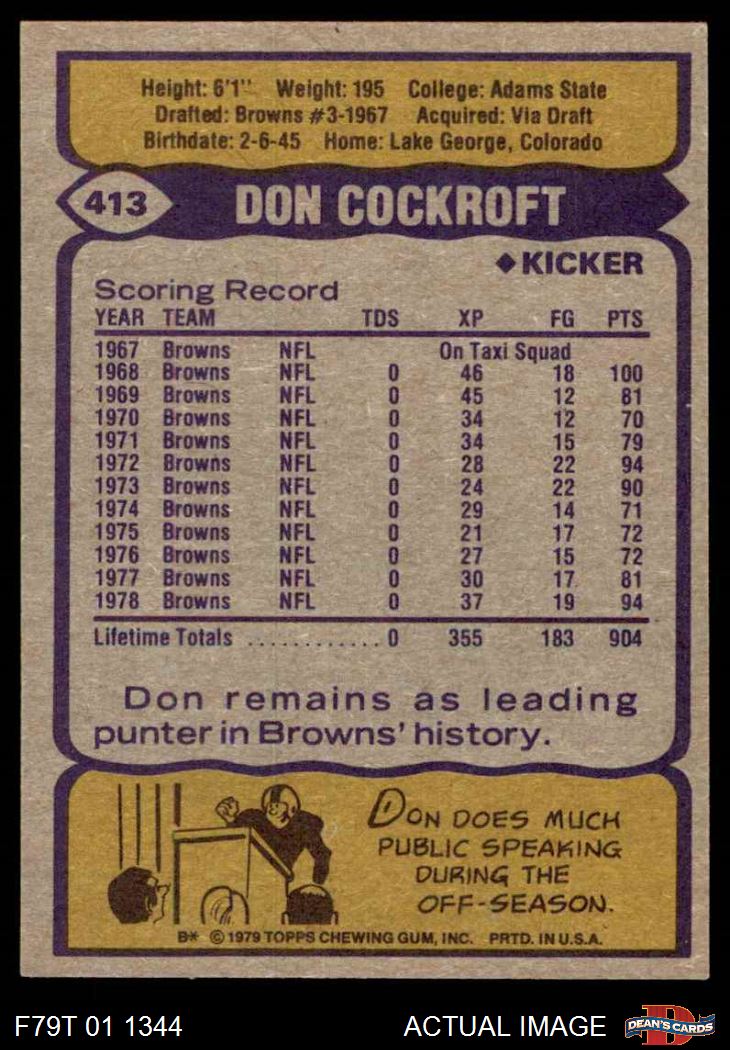 Height: 6'1" Weight: 195 College: Adams State
Drafted: Browns #3-1967 Acquired: Via Draft
Birthdate: 2-6-45 Home: Lake George, Colorado
413 DON COCKROFT
◆KICKER
Scoring Record
YEAR TEAM TDS XP FG PTS
1967 Browns NFL On Taxi Squad
1968 Browns NFL 0 46 18 100
1969 Browns NFL 0 45 12 81
1970 Browns NFL 0 34 12 70
1971 Browns NFL 0 34 15 79
1972 Browns NFL 0 28 22 94
1973 Browns NFL 0 24 22 90
1974 Browns NFL 0 29 14 71
1975 Browns NFL 0 21 17 72
1976 Browns NFL 0 27 15 72
1977 Browns NFL 0 30 17 81
1978 Browns NFL 0 37 19 94
Lifetime Totals ............ 0 355 183 904
Don remains as leading
punter in Browns' history.
DON DOES MUCH
PUBLIC SPEAKING
DURING THE
OFF-SEASON.
B* © 1979 TOPPS CHEWING GUM, INC. PRTD. IN U.S.A.
F79T 01 1344 ACTUAL IMAGE D DEAN'S CARDS